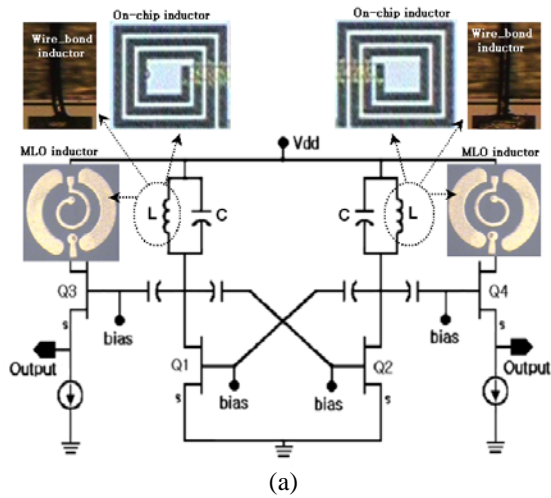 On-chip inductor
On-chip inductor
Wire_bond
inductor
Wire_bond
inductor
MLO inductor
Vdd
MLO inductor
L
C
C
L
Q3
Q4
s
bias
bias
s
Output
Q1
Q2
Output
s
bias
bias
s
(a)